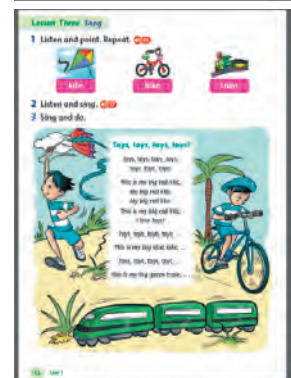 Lesson Three Song
1 Listen and point. Repeat.
kite
bike
train
2 Listen and sing.
3 Sing and do.
Toys, toys, toys, toys!
Toys, toys, toys, toys,
Toys, toys, toys!
This is my big red kite,
My big red kite.
My big red kite
This is my big red kite,
I love toys!
Toys, toys, toys, toys, ...
This is my big blue bike, ...
Toys, toys, toys, toys, ...
This is my big green train, ...
Unit 1